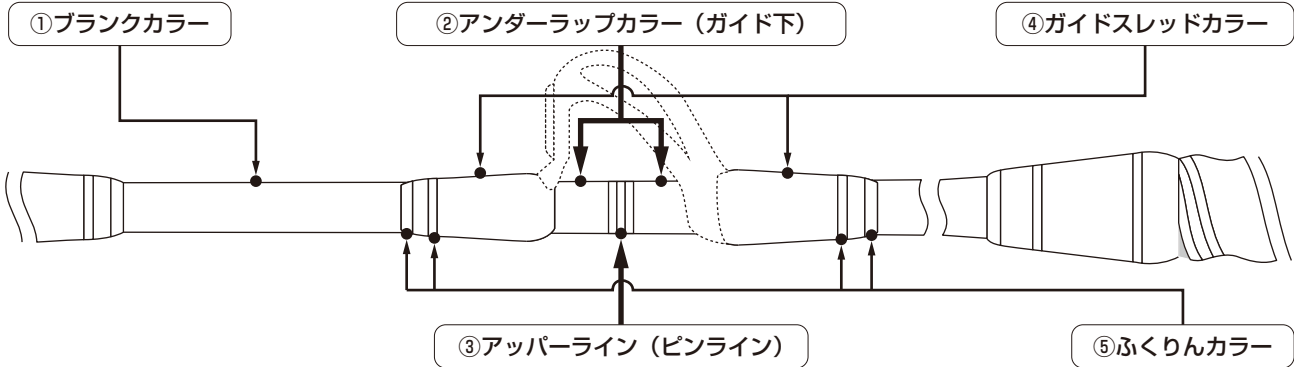 ①ブランクカラー
②アンダーラップカラー（ガイド下）
④ガイドスレッドカラー
③アッパーライン（ピンライン）
⑤ふくりんカラー